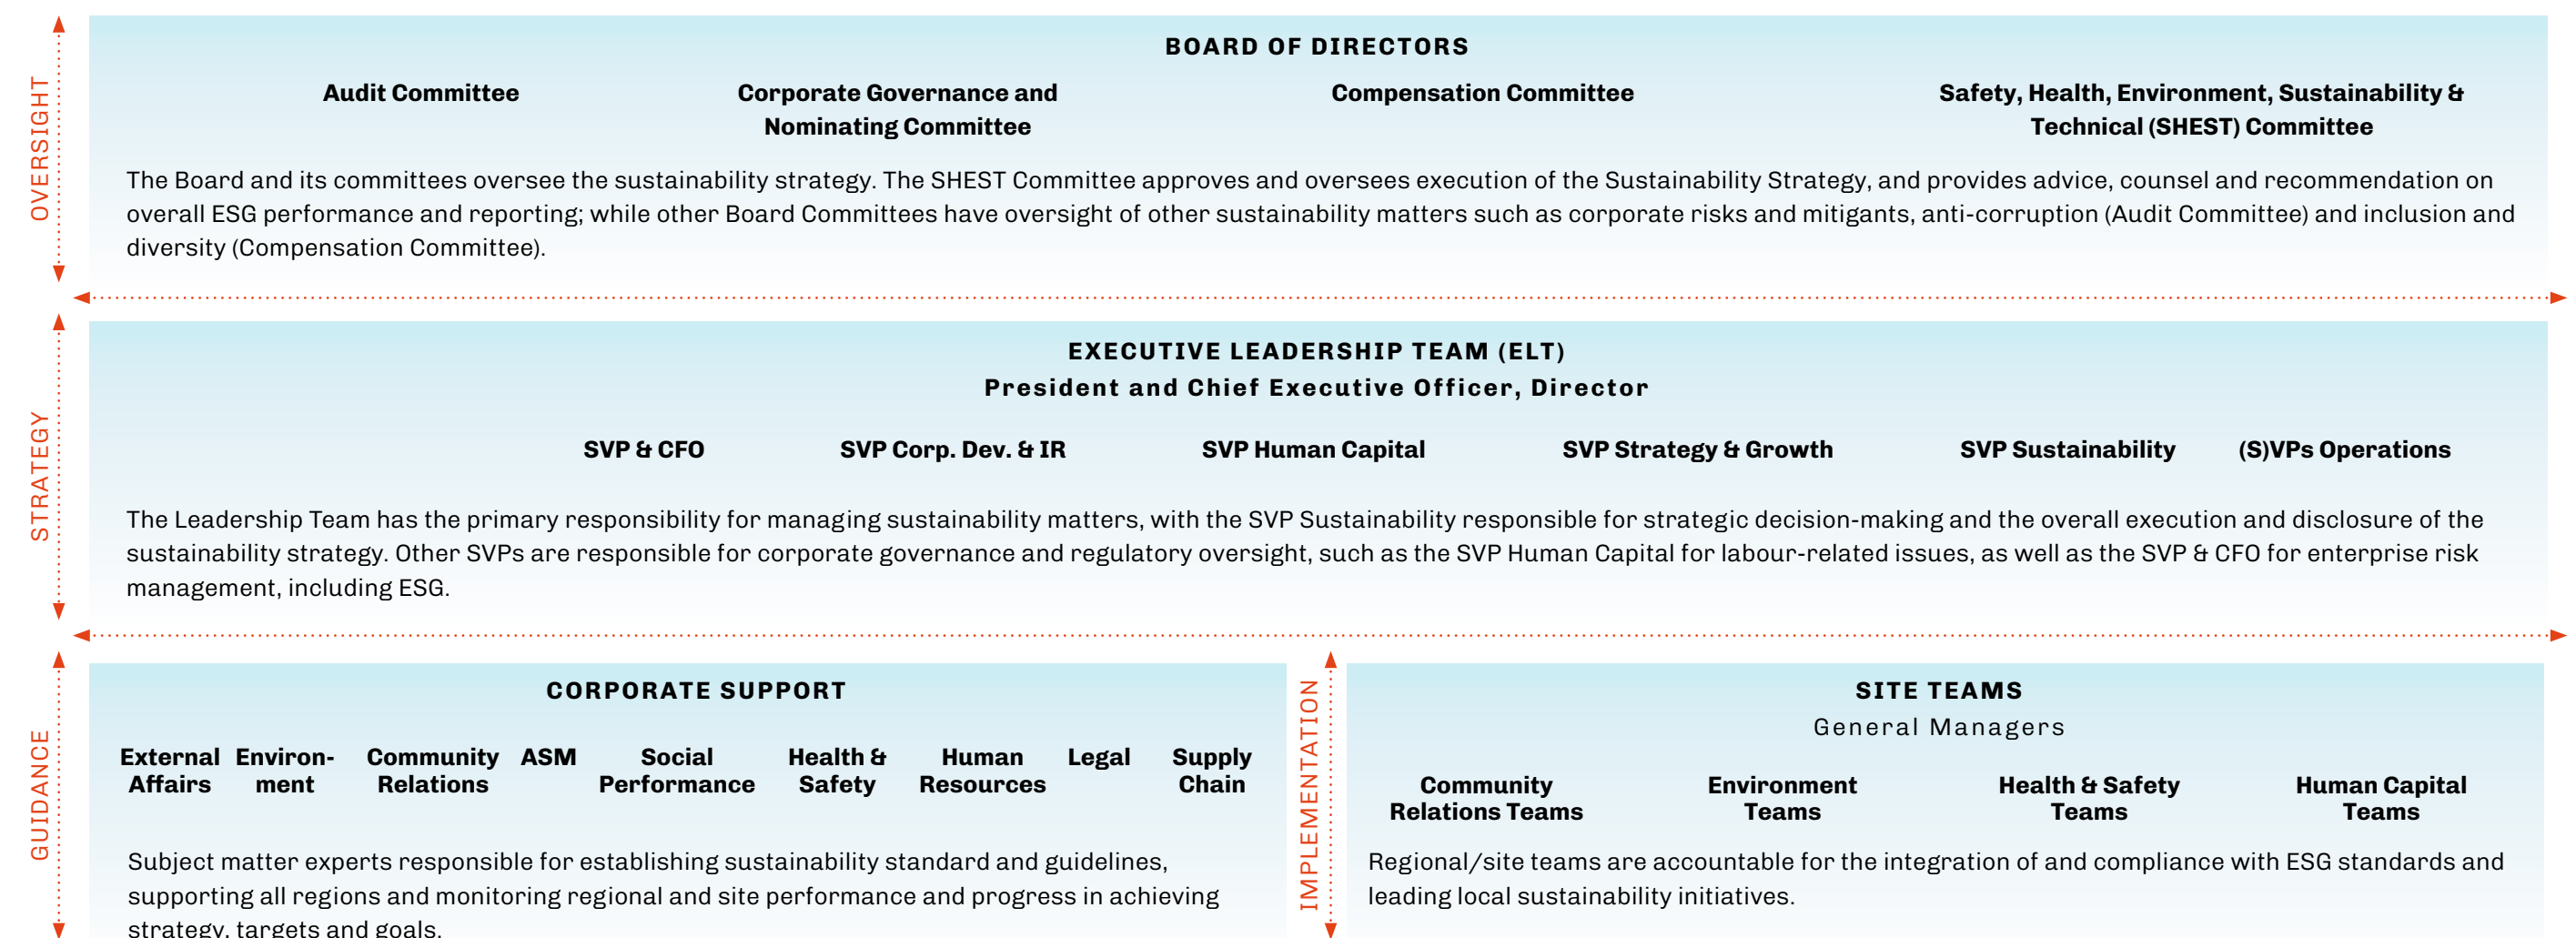 OVERSIGHT
BOARD OF DIRECTORS
Audit Committee
Corporate Governance and
Nominating Committee
Compensation Committee
Safety, Health, Environment, Sustainability &
Technical (SHEST) Committee
The Board and its committees oversee the sustainability strategy. The SHEST Committee approves and oversees execution of the Sustainability Strategy, and provides advice, counsel and recommendation on
overall ESG performance and reporting; while other Board Committees have oversight of other sustainability matters such as corporate risks and mitigants, anti-corruption (Audit Committee) and inclusion and
diversity (Compensation Committee).
STRATEGY
EXECUTIVE LEADERSHIP TEAM (ELT)
President and Chief Executive Officer, Director
SVP & CFO
SVP Corp. Dev. & IR
SVP Human Capital
SVP Strategy & Growth
SVP Sustainability
(S)VPs Operations
The Leadership Team has the primary responsibility for managing sustainability matters, with the SVP Sustainability responsible for strategic decision-making and the overall execution and disclosure of the
sustainability strategy. Other SVPs are responsible for corporate governance and regulatory oversight, such as the SVP Human Capital for labour-related issues, as well as the SVP & CFO for enterprise risk
management, including ESG.
GUIDANCE
CORPORATE SUPPORT
External
Affairs
Environ-
ment
Community
Relations
ASM
Social
Performance
Health &
Safety
Human
Resources
Legal
Supply
Chain
Subject matter experts responsible for establishing sustainability standard and guidelines,
supporting all regions and monitoring regional and site performance and progress in achieving
strategy, targets and goals.
IMPLEMENTATION
SITE TEAMS
General Managers
Community
Relations Teams
Environment
Teams
Health & Safety
Teams
Human Capital
Teams
Regional/site teams are accountable for the integration of and compliance with ESG standards and
leading local sustainability initiatives.